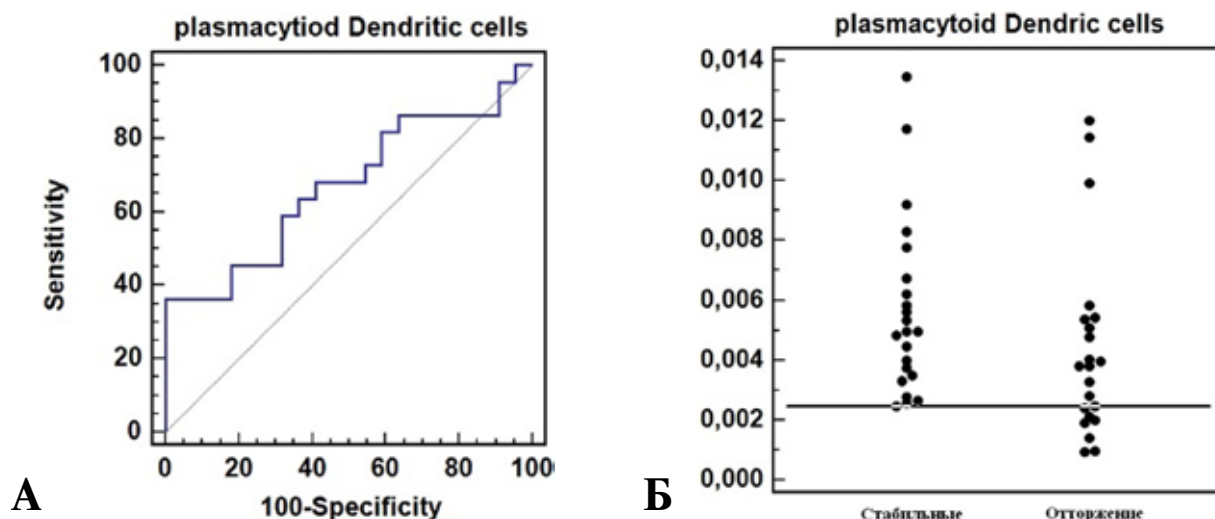 plasmacytiod Dendritic cells
100
80
60
40
20
0
Sensitivity
0 20 40 60 80 100
100-Specificity
А
plasmacytoid Dendric cells
0,014
0,012
0,010
0,008
0,006
0,004
0,002
0,000
Стабильные Отторжение
Б